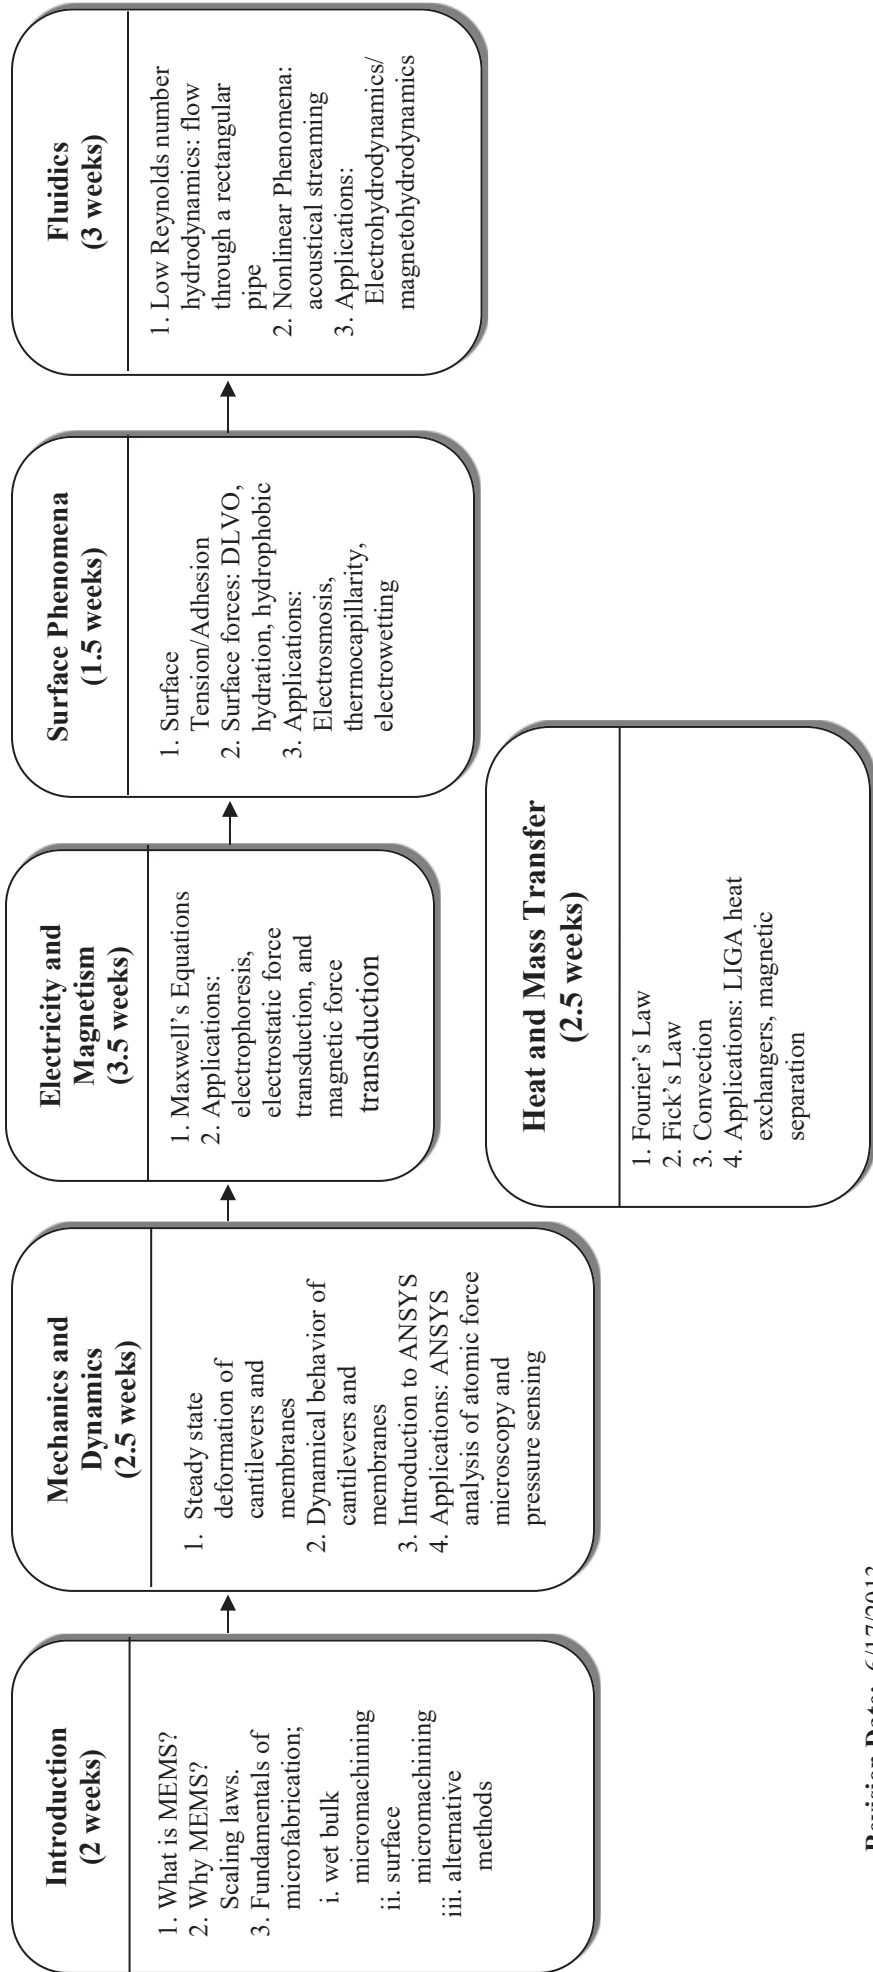 Introduction
(2 weeks)
1. What is MEMS?
2. Why MEMS?
Scaling laws.
3. Fundamentals of
microfabrication;
i. wet bulk
micromachining
ii. surface
micromachining
iii. alternative
methods
Mechanics and
Dynamics
(2.5 weeks)
1. Steady state
deformation of
cantilevers and
membranes
2. Dynamical behavior of
cantilevers and
membranes
3. Introduction to ANSYS
4. Applications: ANSYS
analysis of atomic force
microscopy and
pressure sensing
Electricity and
Magnetism
(3.5 weeks)
1. Maxwell's Equations
2. Applications:
electrophoresis,
electrostatic force
transduction, and
magnetic force
transduction
Surface Phenomena
(1.5 weeks)
1. Surface
Tension/Adhesion
2. Surface forces: DLVO,
hydration, hydrophobic
3. Applications:
Electrosmosis,
thermocapillarity,
electrowetting
Fluidics
(3 weeks)
1. Low Reynolds number
hydrodynamics: flow
through a rectangular
pipe
2. Nonlinear Phenomena:
acoustical streaming
3. Applications:
Electrohydrodynamics/
magnetohydrodynamics
Heat and Mass Transfer
(2.5 weeks)
1. Fourier's Law
2. Fick's Law
3. Convection
4. Applications: LIGA heat
exchangers, magnetic
separation
Revision Date: 6/17/2013